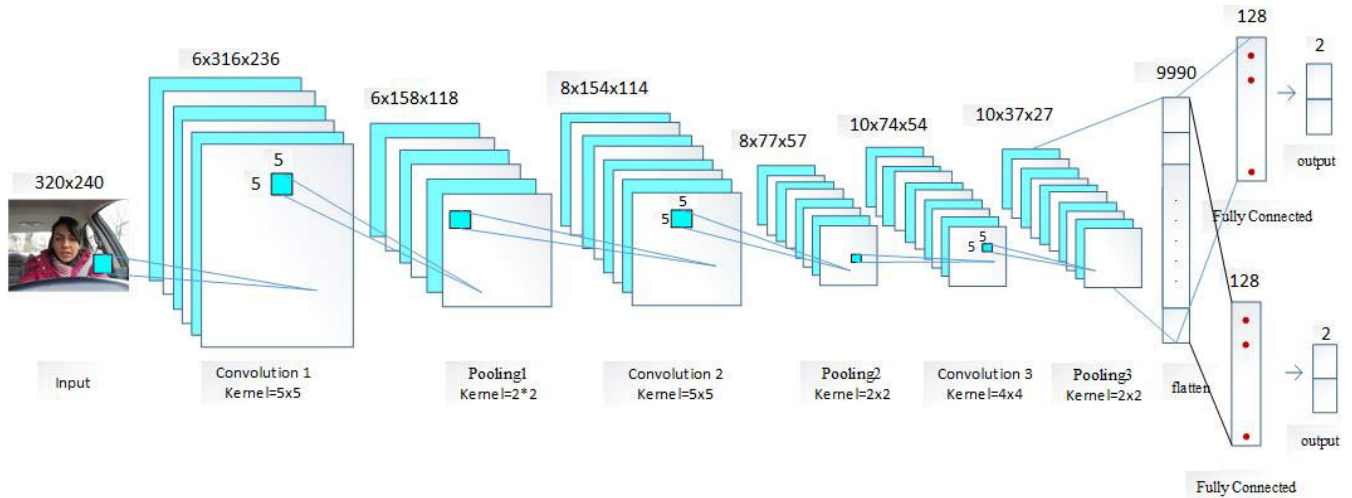 6x316x236
6x158x118
8x154x114
8x77x57
10x74x54
10x37x27
9990
128
2
320x240
5
5
5
5
5
5
output
Fully Connected
128
2
output
Fully Connected
Input
Convolution 1
Kernel=5x5
Pooling1
Kernel=2*2
Convolution 2
Kernel=5x5
Pooling2
Kernel=2x2
Convolution 3
Kernel=4x4
Pooling3
Kernel=2x2
flatten